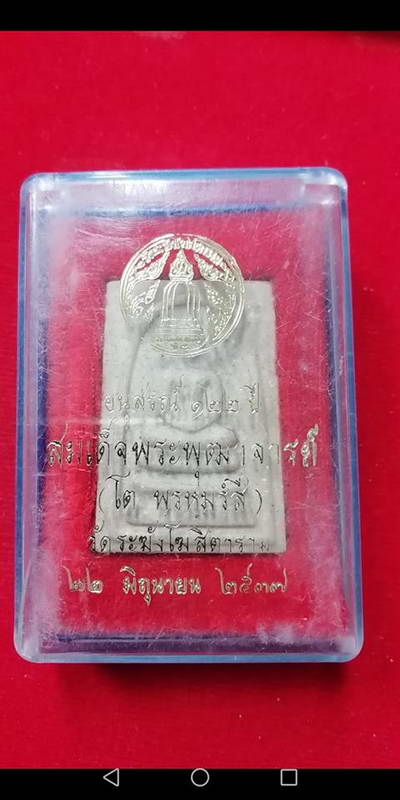 อนุสรณ์ ๑๒๒ ปี
สมเด็จพระพุฒาจารย์
(โต พรหมรํสี)
วัดระฆังโฆสิตาราม
๒๒ มิถุนายน ๒๕๓๗